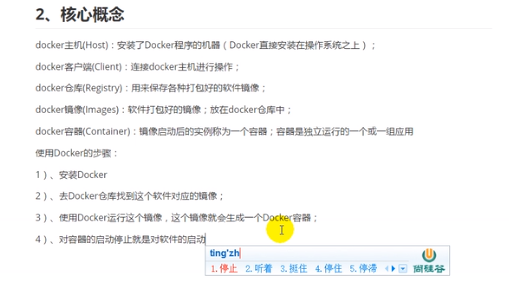 2、核心概念
docker主机(Host)：安装了Docker程序的机器（Docker直接安装在操作系统之上）；
docker客户端(Client)：连接docker主机进行操作；
docker仓库(Registry)：用来保存各种打包好的软件镜像；
docker镜像(Images)：软件打包好的镜像；放在docker仓库中；
docker容器(Container)：镜像启动后的实例称为一个容器；容器是独立运行的一个或一组应用
使用Docker的步骤：
1）、安装Docker
2）、去Docker仓库找到这个软件对应的镜像；
3）、使用Docker运行这个镜像，这个镜像就会生成一个Docker容器；
4）、对容器的启动停止就是对软件的启动
ting'zh
1.停止 2.听着 3.挺住 4.停住 5.停滞
尚硅谷